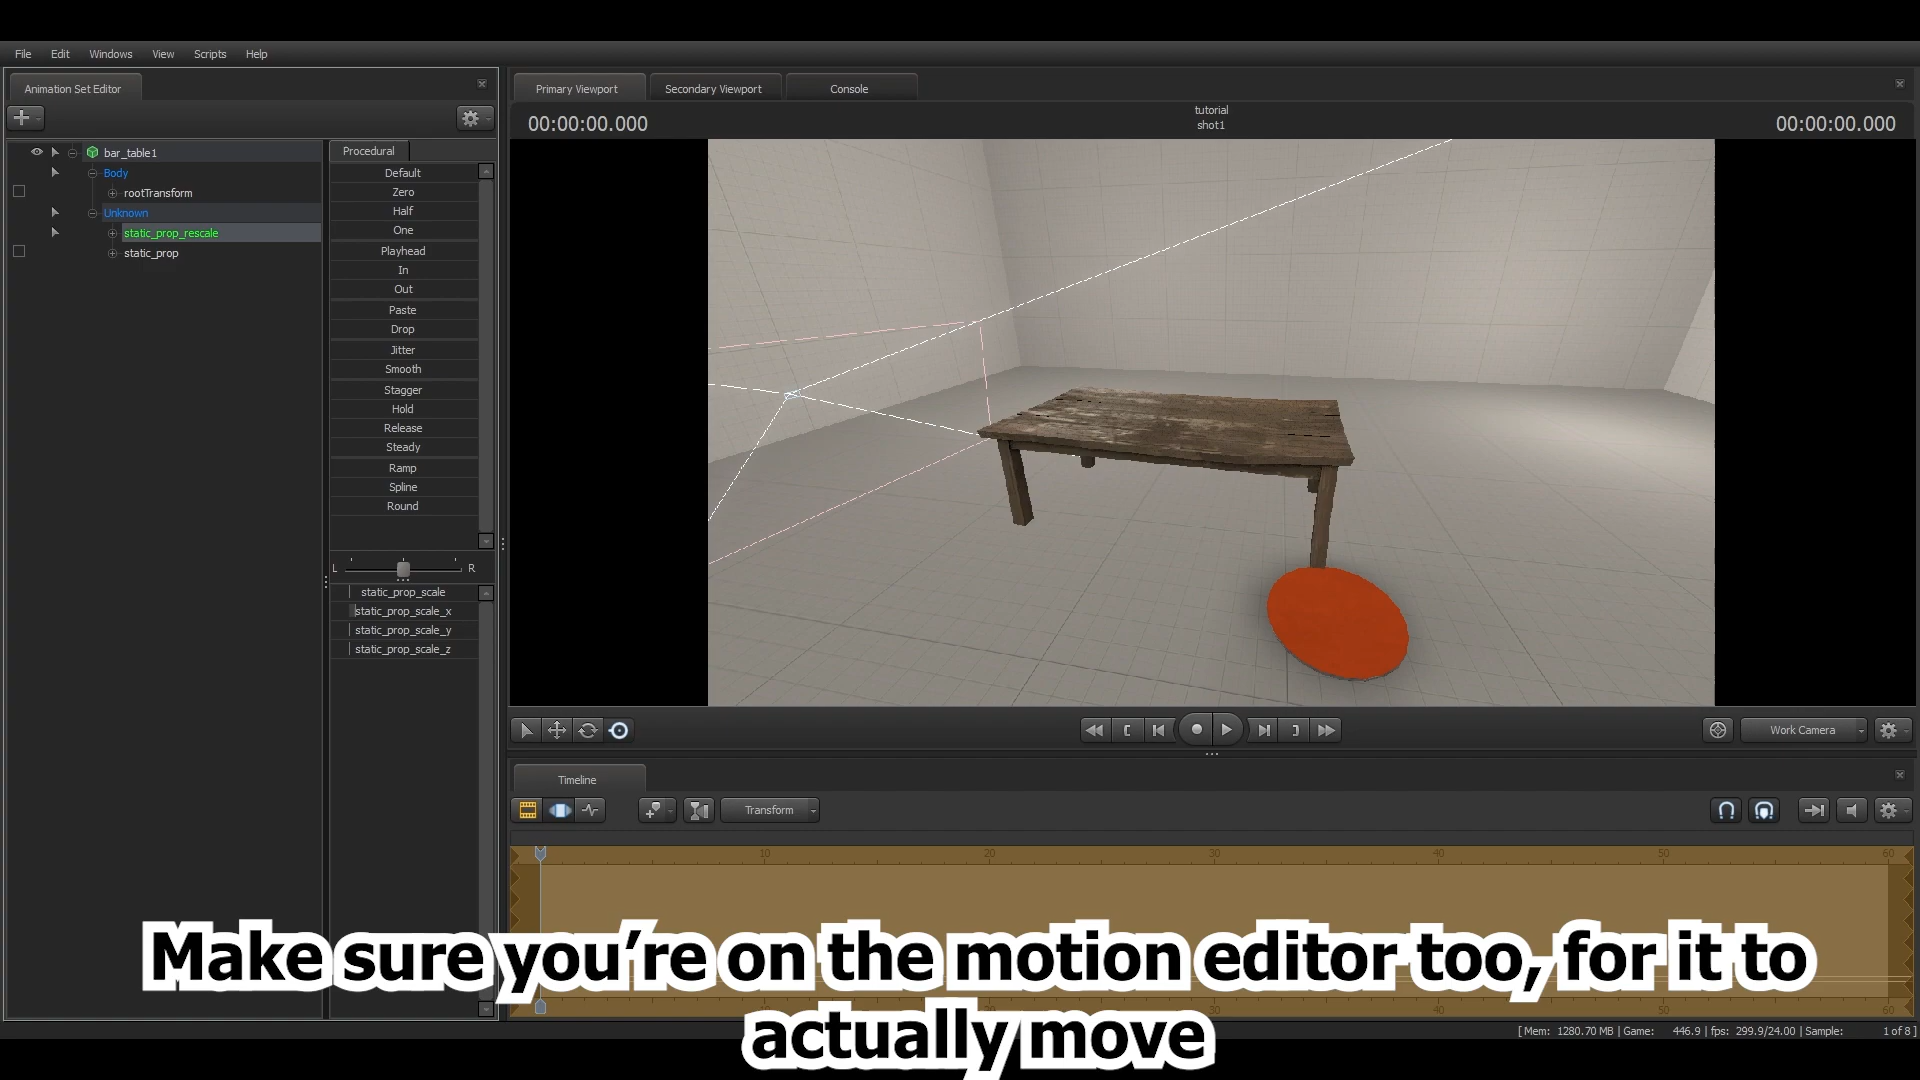 File Edit Windows View Scripts Help
Animation Set Editor
Primary Viewport Secondary Viewport Console
tutorial
shot1
00:00:00.000
00:00:00.000
bar_table1
Body
rootTransform
Unknown
static_prop_rescale
static_prop
Procedural
Default
Zero
Half
One
Playhead
In
Out
Paste
Drop
Jitter
Smooth
Stagger
Hold
Release
Steady
Ramp
Spline
Round
L R
static_prop_scale
static_prop_scale_x
static_prop_scale_y
static_prop_scale_z
Work Camera
Timeline
Transform
10 20 30 40 50 60
Make sure you're on the motion editor too, for it to
actually move
60
[ Mem: 1280.70 MB | Game: 446.9 | fps: 299.9/24.00 | Sample: 1 of 8 ]